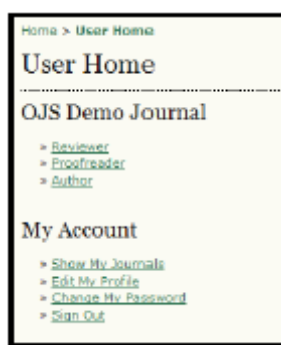 Home > User Home
User Home
OJS Demo Journal
» Reviewer
» Proofreader
» Author
My Account
» Show My Journals
» Edit My Profile
» Change My Password
» Sign Out